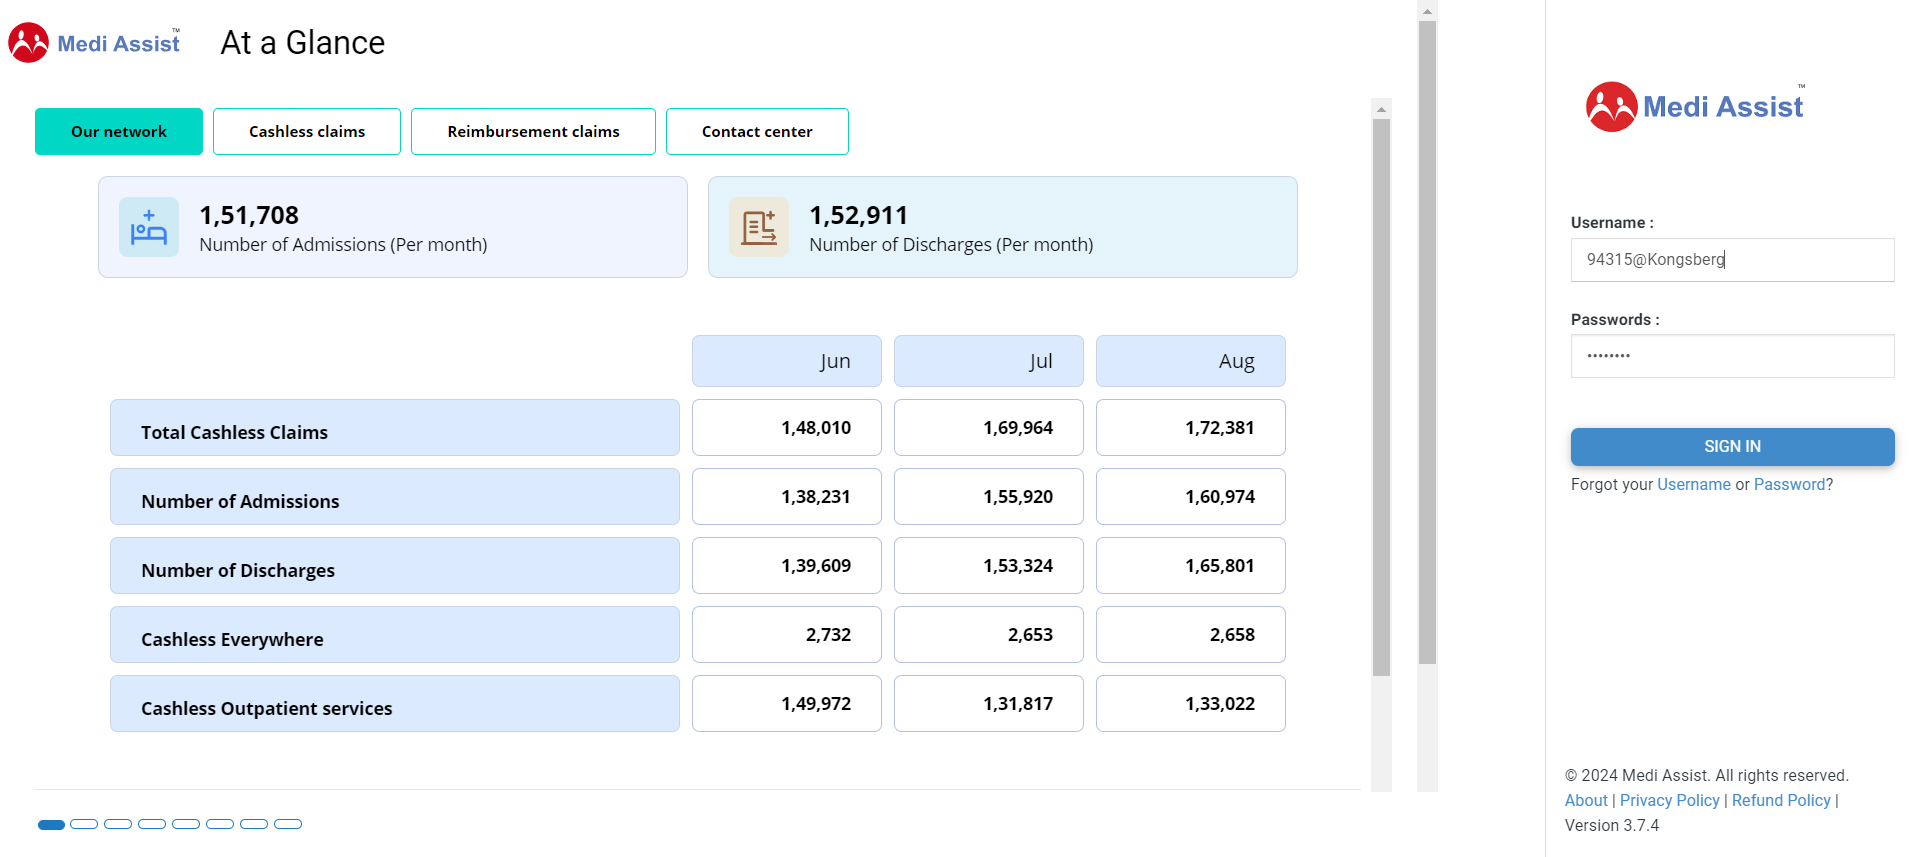 Medi Assist™
At a Glance
Our network
Cashless claims
Reimbursement claims
Contact center
1,51,708
Number of Admissions (Per month)
1,52,911
Number of Discharges (Per month)
Jun Jul Aug
Total Cashless Claims 1,48,010 1,69,964 1,72,381
Number of Admissions 1,38,231 1,55,920 1,60,974
Number of Discharges 1,39,609 1,53,324 1,65,801
Cashless Everywhere 2,732 2,653 2,658
Cashless Outpatient services 1,49,972 1,31,817 1,33,022
Medi Assist™
Username :
94315@Kongsberg
Passwords :
••••••••
SIGN IN
Forgot your Username or Password?
© 2024 Medi Assist. All rights reserved.
About | Privacy Policy | Refund Policy |
Version 3.7.4